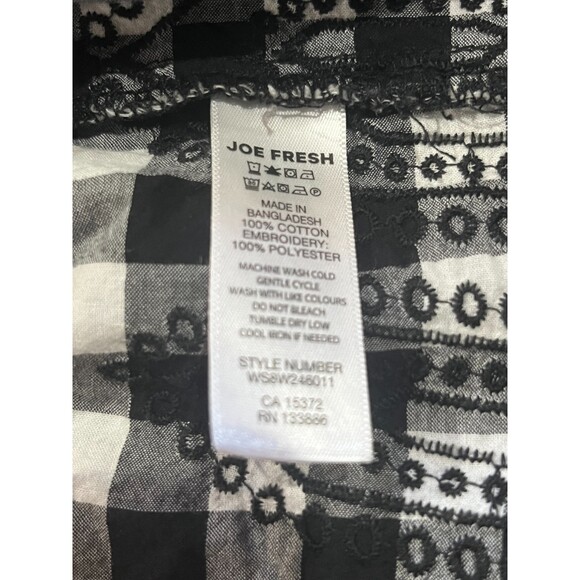 JOE FRESH
MADE IN
BANGLADESH
100% COTTON
EMBROIDERY:
100% POLYESTER
MACHINE WASH COLD
GENTLE CYCLE
WASH WITH LIKE COLOURS
DO NOT BLEACH
TUMBLE DRY LOW
COOL IRON IF NEEDED
STYLE NUMBER
WS8W246011
CA 15372
RN 133886